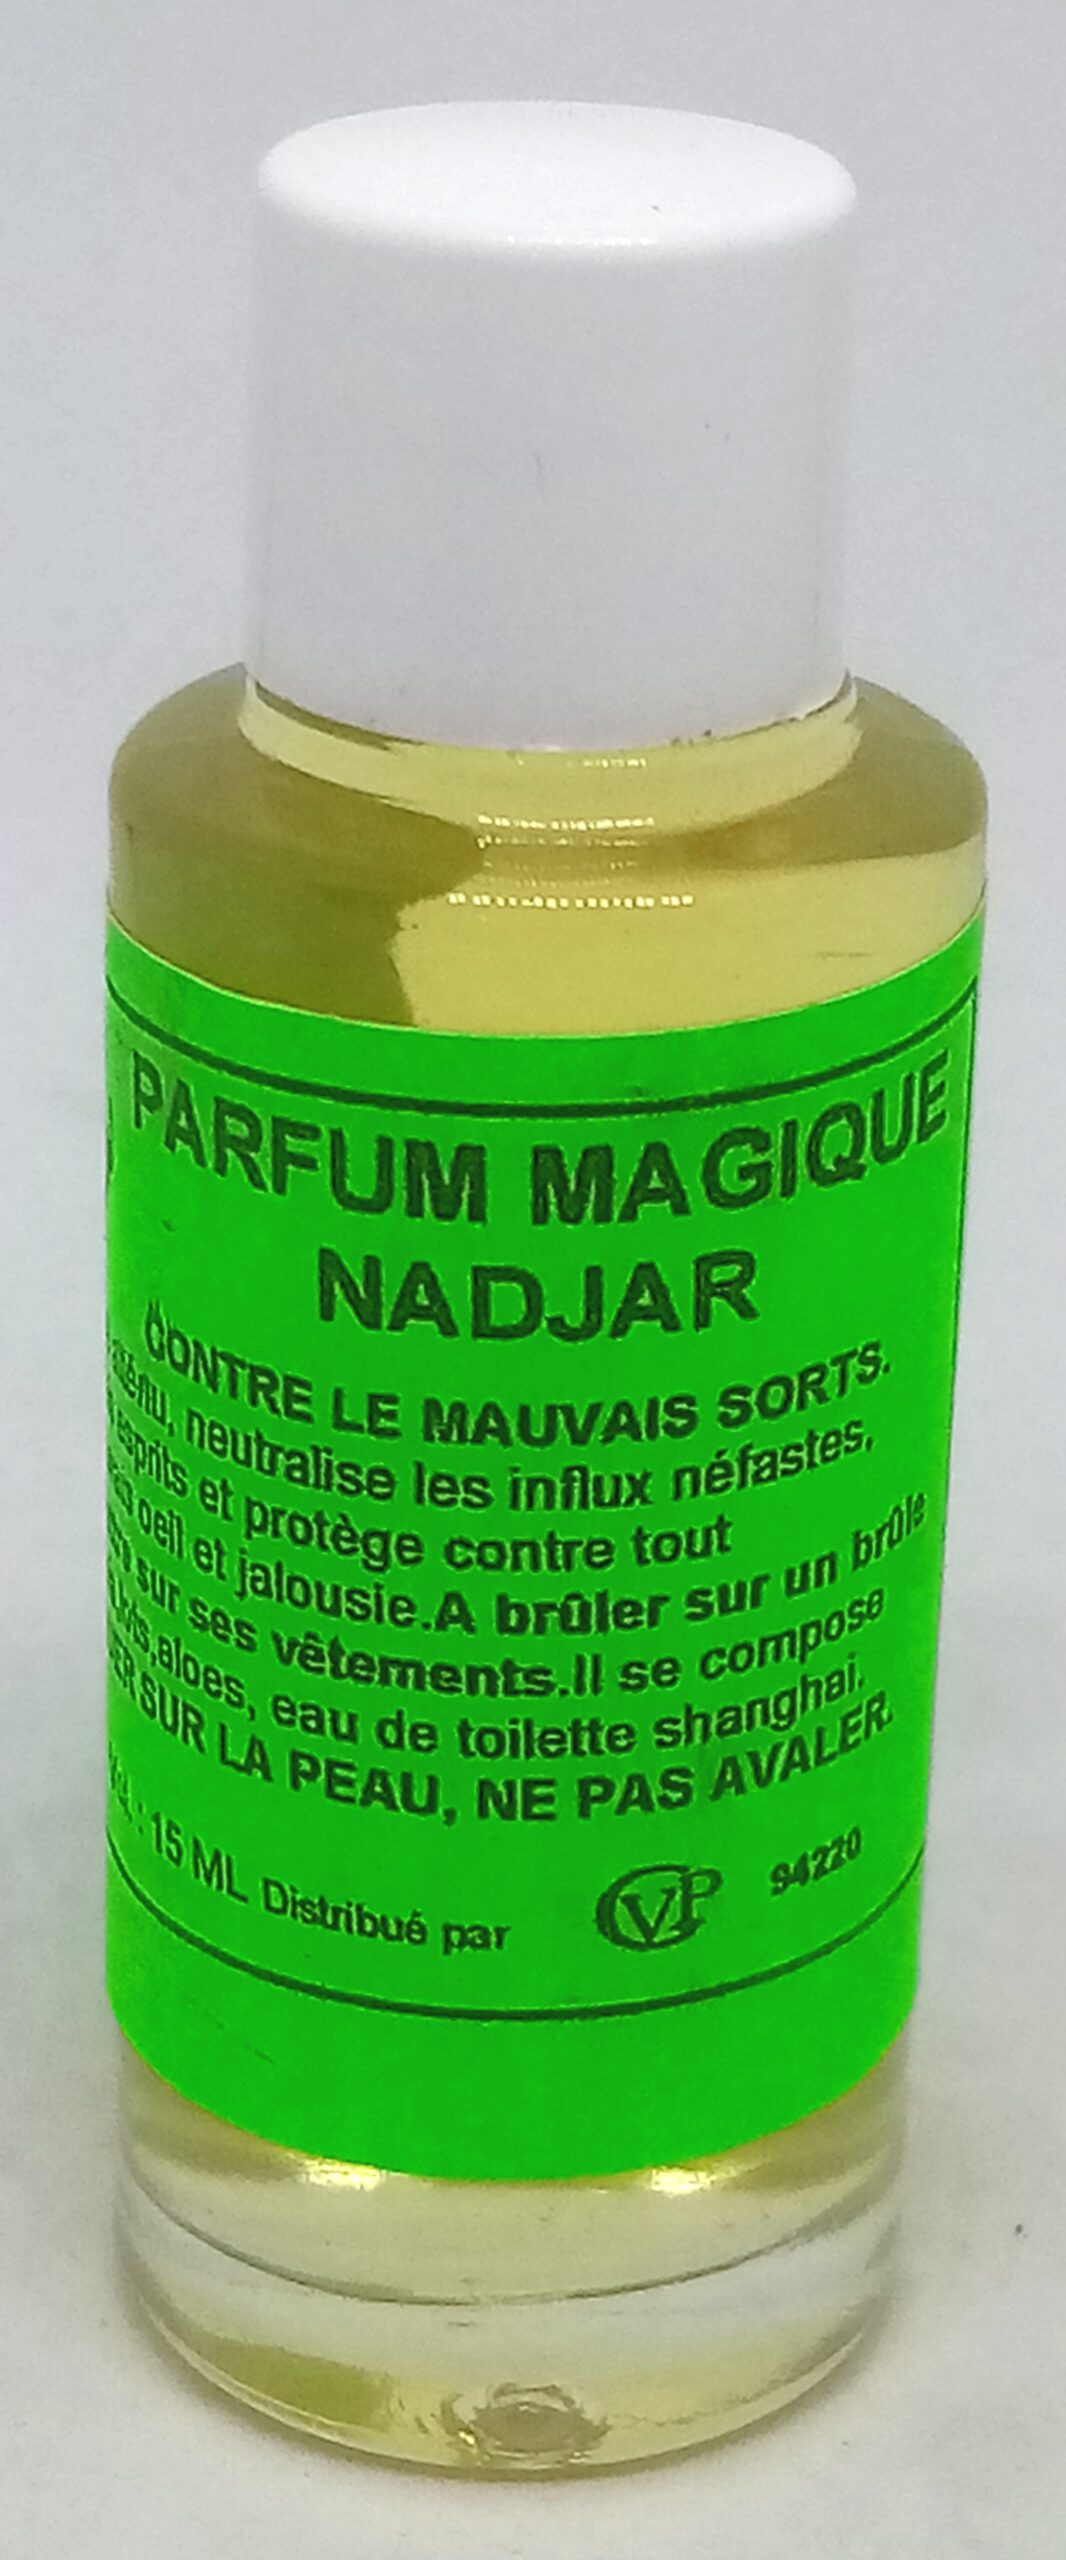 PARFUM MAGIQUE
NADJAR
CONTRE LE MAUVAIS SORTS.
neutralise les influx néfastes,
esprits et protège contre tout
oeil et jalousie.A brûler sur un brûle
sur ses vêtements.Il se compose
aloes, eau de toilette shanghai.
SUR LA PEAU, NE PAS AVALER.
15 ML Distribué par CVP 94220